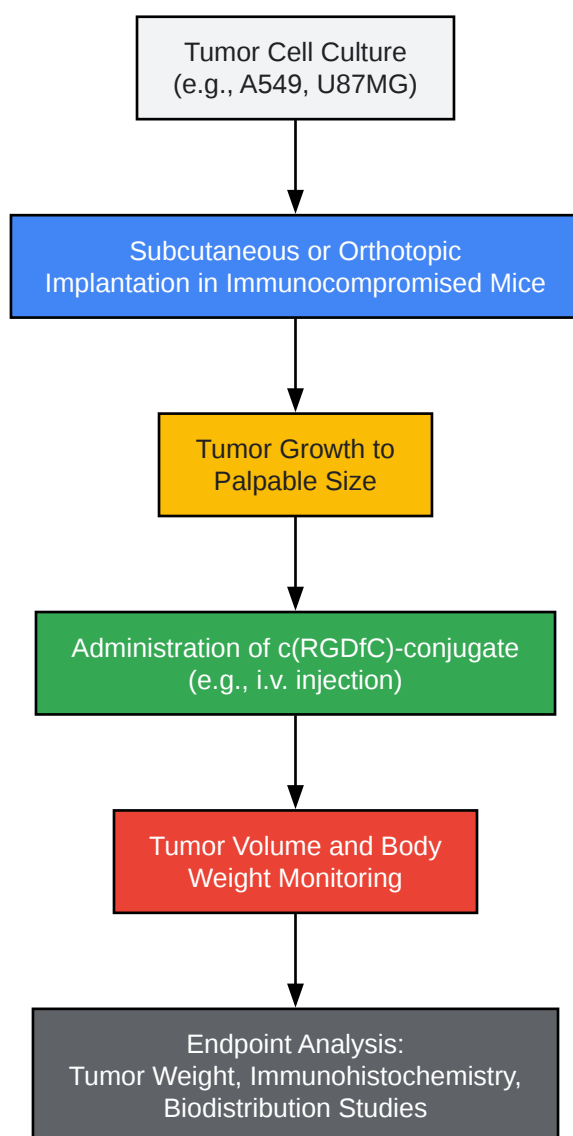 Tumor Cell Culture
(e.g., A549, U87MG)
Subcutaneous or Orthotopic
Implantation in Immunocompromised Mice
Tumor Growth to
Palpable Size
Administration of c(RGDfC)-conjugate
(e.g., i.v. injection)
Tumor Volume and Body
Weight Monitoring
Endpoint Analysis:
Tumor Weight, Immunohistochemistry,
Biodistribution Studies